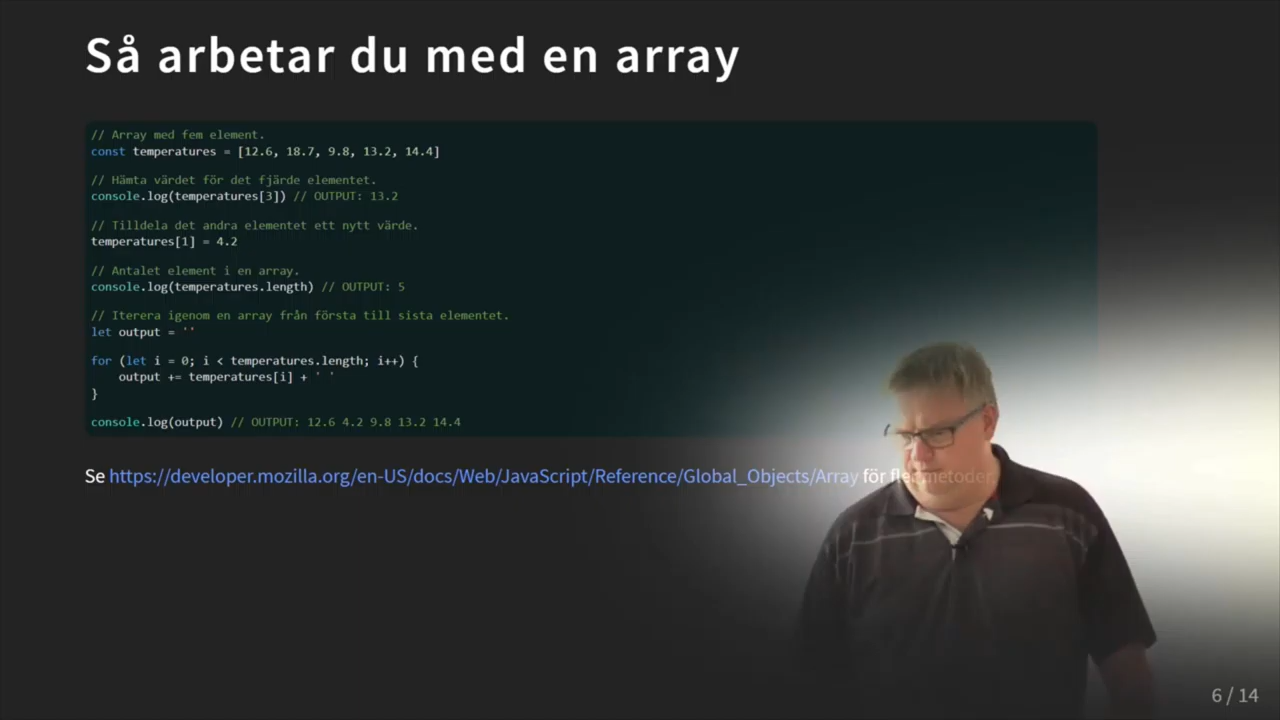 Så arbetar du med en array
// Array med fem element.
const temperatures = [12.6, 18.7, 9.8, 13.2, 14.4]
// Hämta värdet för det fjärde elementet.
console.log(temperatures[3]) // OUTPUT: 13.2
// Tilldela det andra elementet ett nytt värde.
temperatures[1] = 4.2
// Antalet element i en array.
console.log(temperatures.length) // OUTPUT: 5
// Iterera igenom en array från första till sista elementet.
let output = ''
for (let i = 0; i < temperatures.length; i++) {
    output += temperatures[i] + ' '
}
console.log(output) // OUTPUT: 12.6 4.2 9.8 13.2 14.4
Se https://developer.mozilla.org/en-US/docs/Web/JavaScript/Reference/Global_Objects/Array för fler metoder.
6 / 14